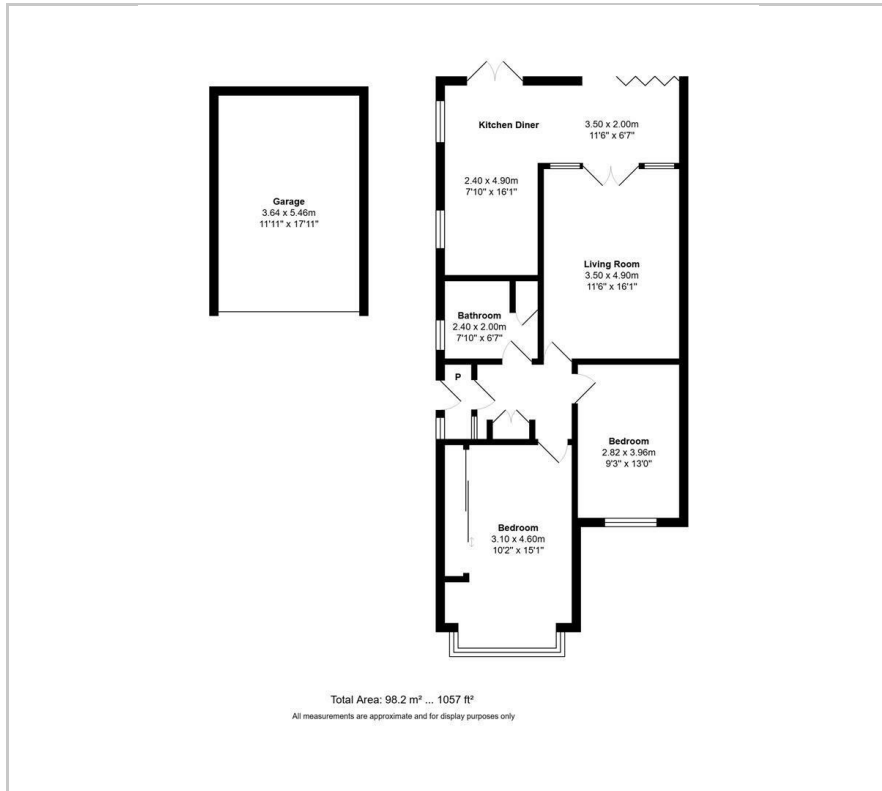 Kitchen Diner
3.50 x 2.00m
11'6" x 6'7"
2.40 x 4.90m
7'10" x 16'1"
Garage
3.64 x 5.46m
11'11" x 17'11"
Living Room
3.50 x 4.90m
11'6" x 16'1"
Bathroom
2.40 x 2.00m
7'10" x 6'7"
P
Bedroom
2.82 x 3.96m
9'3" x 13'0"
Bedroom
3.10 x 4.60m
10'2" x 15'1"
Total Area: 98.2 m² ... 1057 ft²
All measurements are approximate and for display purposes only